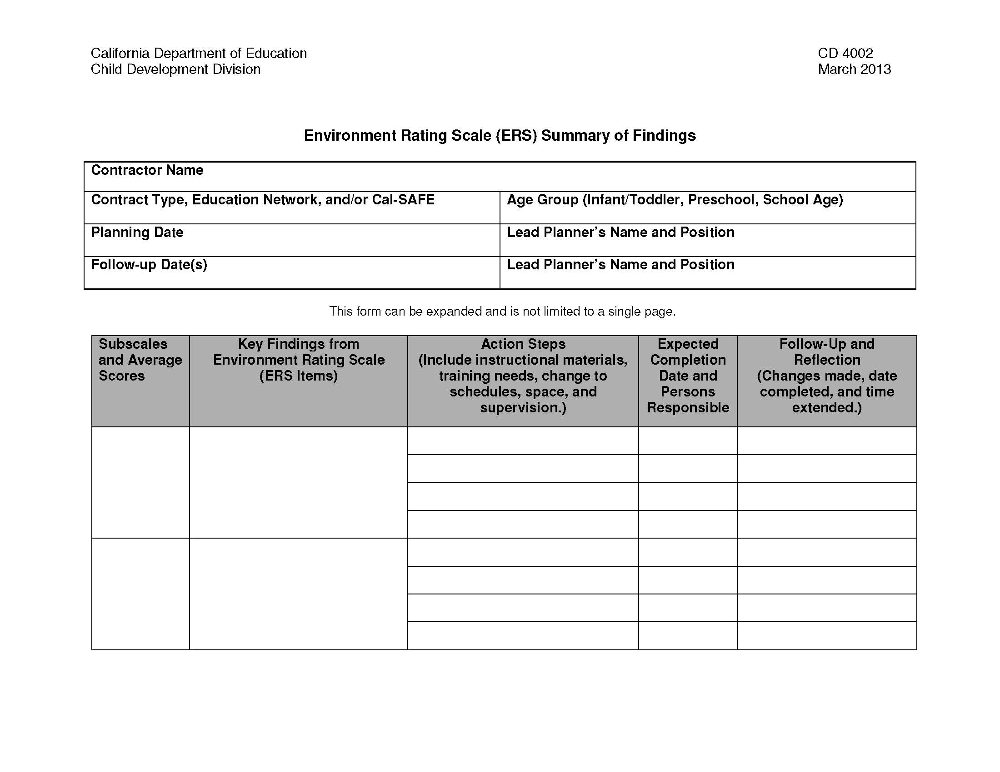 California Department of Education
CD 4002
Child Development Division
March 2013
Environment Rating Scale (ERS) Summary of Findings
Contractor Name
Contract Type, Education Network, and/or Cal-SAFE
Age Group (Infant/Toddler, Preschool, School Age)
Planning Date
Lead Planner’s Name and Position
Follow-up Date(s)
Lead Planner’s Name and Position
This form can be expanded and is not limited to a single page.
Subscales
and Average
Scores
Key Findings from
Environment Rating Scale
(ERS Items)
Action Steps
(Include instructional materials,
training needs, change to
schedules, space, and
supervision.)
Expected
Completion
Date and
Persons
Responsible
Follow-Up and
Reflection
(Changes made, date
completed, and time
extended.)